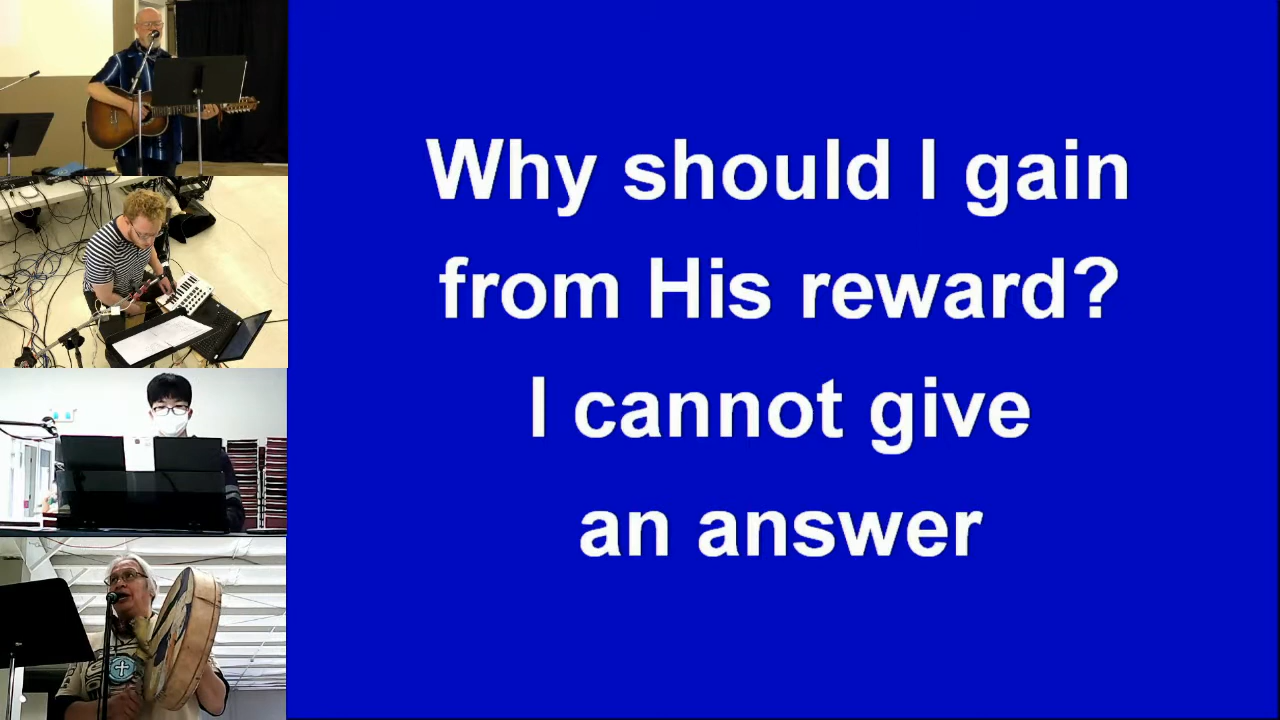 Why should I gain
from His reward?
I cannot give
an answer